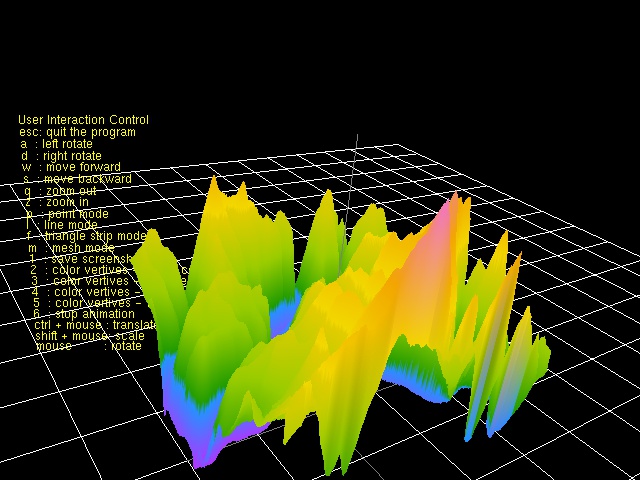 User Interaction Control
esc: quit the program
a : left rotate
d : right rotate
w : move forward
s : move backward
q : zoom out
z : zoom in
p : point mode
l : line mode
t : triangle strip mode
m : mesh mode
1 : save screensh
2 : color vertives
3 : color vertives -
4 : color vertives -
5 : color vertives
6 : stop animation
ctrl + mouse : translate
shift + mouse: scale
mouse : rotate